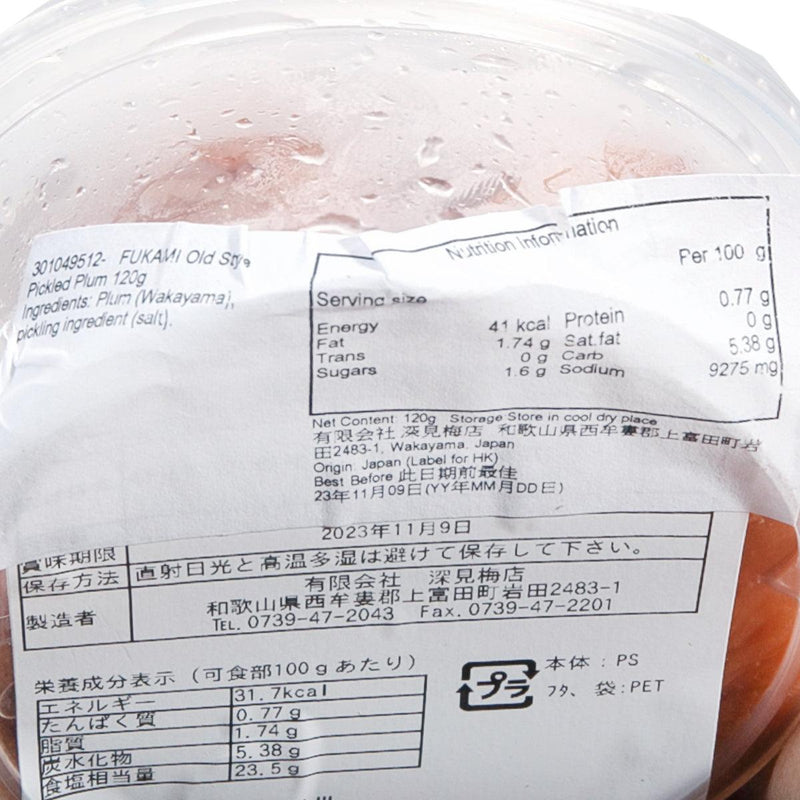 301049512- FUKAMI Old Style
Pickled Plum 120g
Ingredients: Plum (Wakayama),
pickling ingredient (salt).
Nutrition Information
Per 100 g
Serving size
Energy 41 kcal Protein 0.77 g
Fat 1.74 g Sat.fat 0 g
Trans 0 g Carb 5.38 g
Sugars 1.6 g Sodium 9275 mg
Net Content: 120g Storage Store in cool dry place
有限会社 深見梅店 和歌山県西牟婁郡上富田町岩
田2483-1, Wakayama, Japan
Origin: Japan (Label for HK)
Best Before 此日期前最佳
23年11月09日(YY年MM月DD日)
賞味期限 2023年11月9日
保存方法 直射日光と高温多湿は避けて保存して下さい。
製造者 有限会社 深見梅店
和歌山県西牟婁郡上富田町岩田2483-1
TEL. 0739-47-2043 Fax. 0739-47-2201
栄養成分表示 (可食部100gあたり)
エネルギー 31.7kcal
たんぱく質 0.77g
脂質 1.74g
炭水化物 5.38g
食塩相当量 23.5g
プラ
本体:PS
フタ、袋:PET